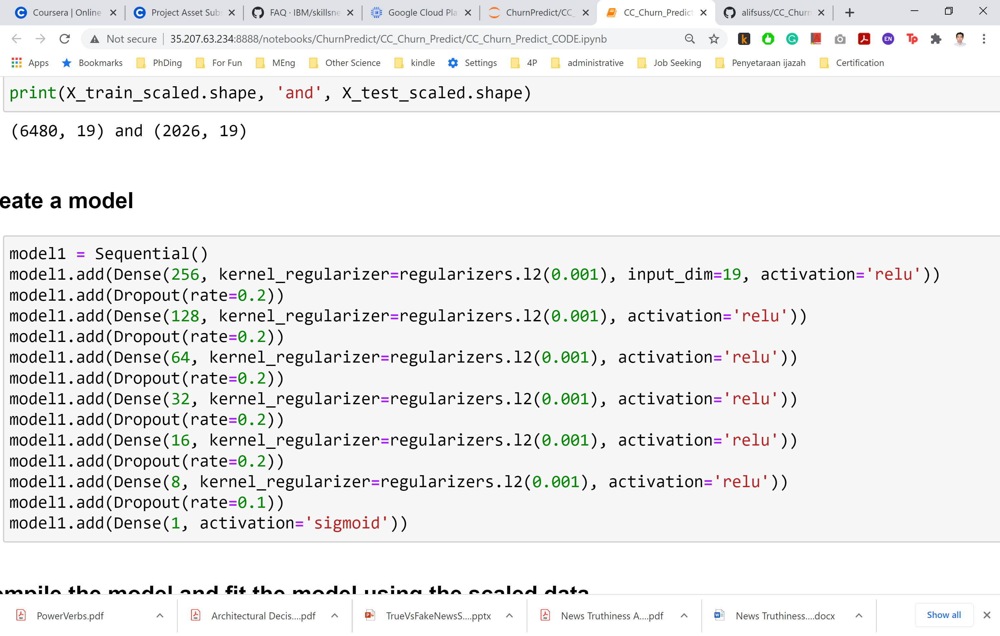 Coursera | Online
Project Asset Subr
FAQ · IBM/skillsne
Google Cloud Pla
ChurnPredict/CC_
CC_Churn_Predict
alifsuss/CC_Churn
Not secure
35.207.63.234:8888/notebooks/ChurnPredict/CC_Churn_Predict/CC_Churn_Predict_CODE.ipynb
k
G
A
EN
Tp
Apps
Bookmarks
PhDing
For Fun
MEng
Other Science
kindle
Settings
4P
administrative
Job Seeking
Penyetaraan ijazah
Certification
print(X_train_scaled.shape, 'and', X_test_scaled.shape)
(6480, 19) and (2026, 19)
eate a model
model1 = Sequential()
model1.add(Dense(256, kernel_regularizer=regularizers.l2(0.001), input_dim=19, activation='relu'))
model1.add(Dropout(rate=0.2))
model1.add(Dense(128, kernel_regularizer=regularizers.l2(0.001), activation='relu'))
model1.add(Dropout(rate=0.2))
model1.add(Dense(64, kernel_regularizer=regularizers.l2(0.001), activation='relu'))
model1.add(Dropout(rate=0.2))
model1.add(Dense(32, kernel_regularizer=regularizers.l2(0.001), activation='relu'))
model1.add(Dropout(rate=0.2))
model1.add(Dense(16, kernel_regularizer=regularizers.l2(0.001), activation='relu'))
model1.add(Dropout(rate=0.2))
model1.add(Dense(8, kernel_regularizer=regularizers.l2(0.001), activation='relu'))
model1.add(Dropout(rate=0.1))
model1.add(Dense(1, activation='sigmoid'))
ompile the model and fit the model using the scaled data
PowerVerbs.pdf
Architectural Decis....pdf
TrueVsFakeNewsS....pptx
News Truthiness A....pdf
News Truthiness....docx
Show all